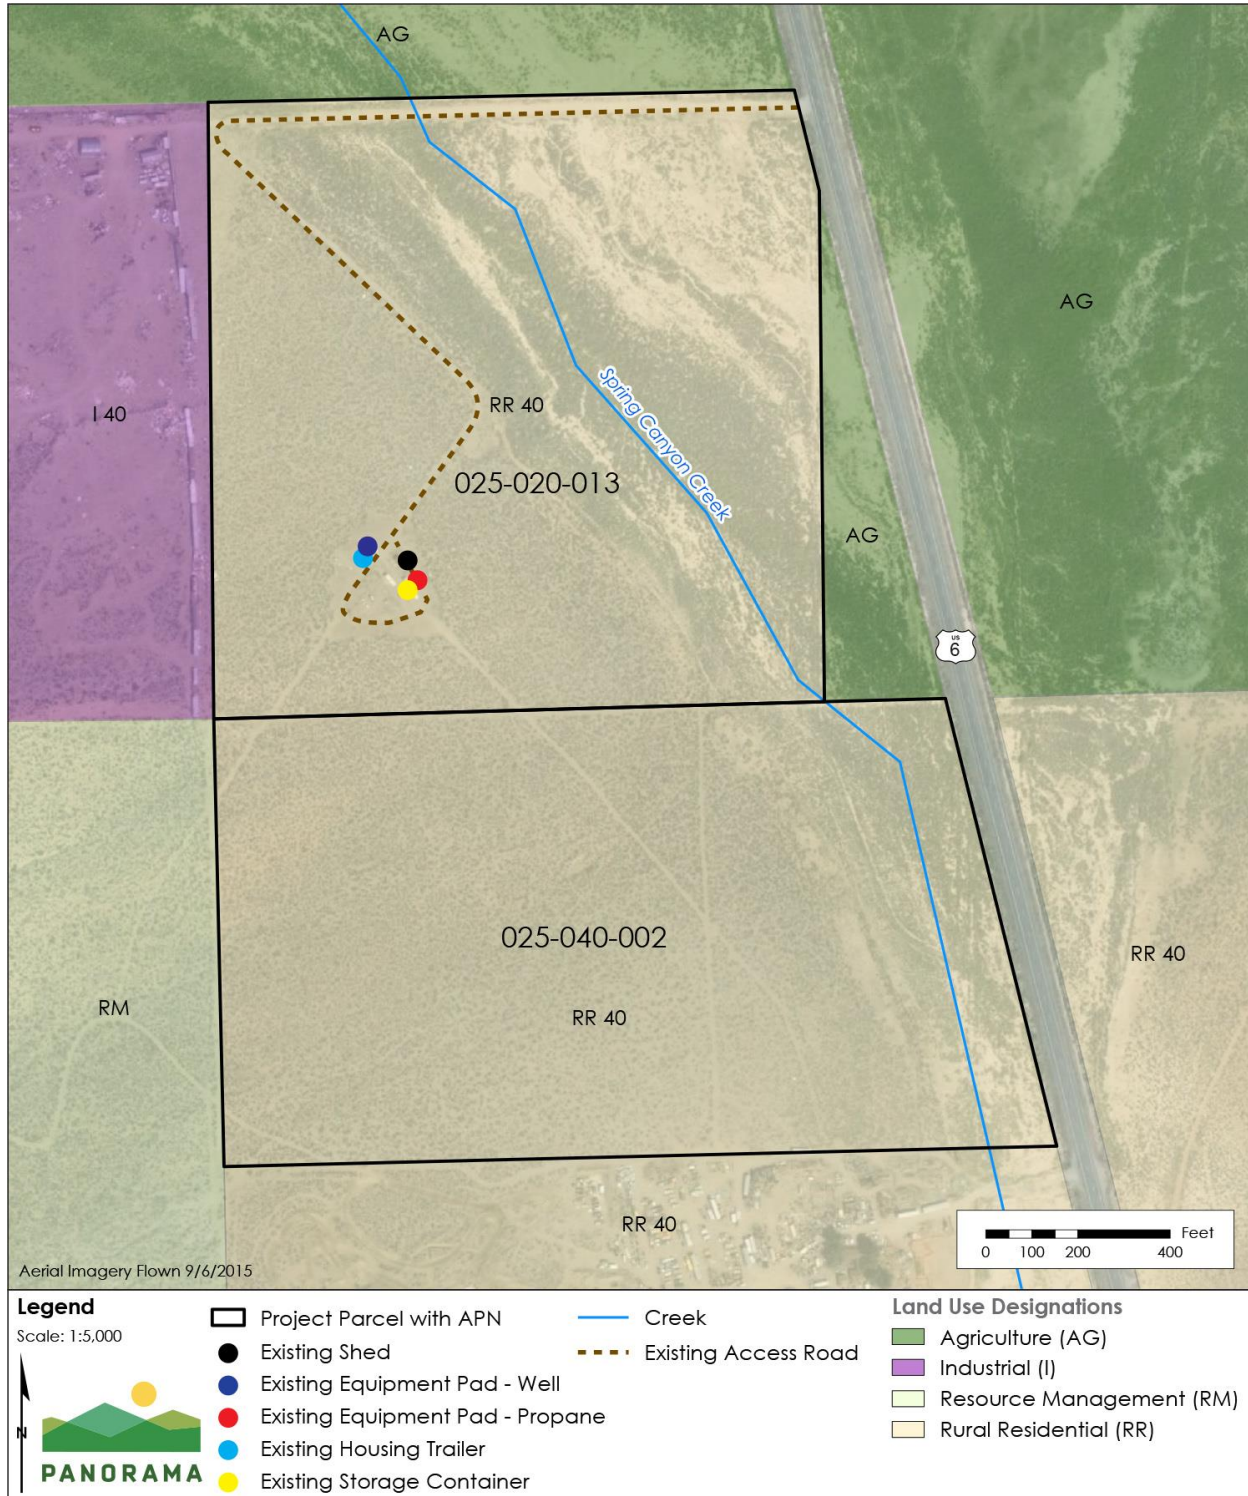 AG
AG
I 40
RR 40
Spring Canyon Creek
025-020-013
AG
US
6
025-040-002
RR 40
RM
RR 40
RR 40
Feet
0 100 200 400
Aerial Imagery Flown 9/6/2015
Legend
Scale: 1:5,000
N
PANORAMA
Project Parcel with APN
Existing Shed
Existing Equipment Pad - Well
Existing Equipment Pad - Propane
Existing Housing Trailer
Existing Storage Container
Creek
Existing Access Road
Land Use Designations
Agriculture (AG)
Industrial (I)
Resource Management (RM)
Rural Residential (RR)